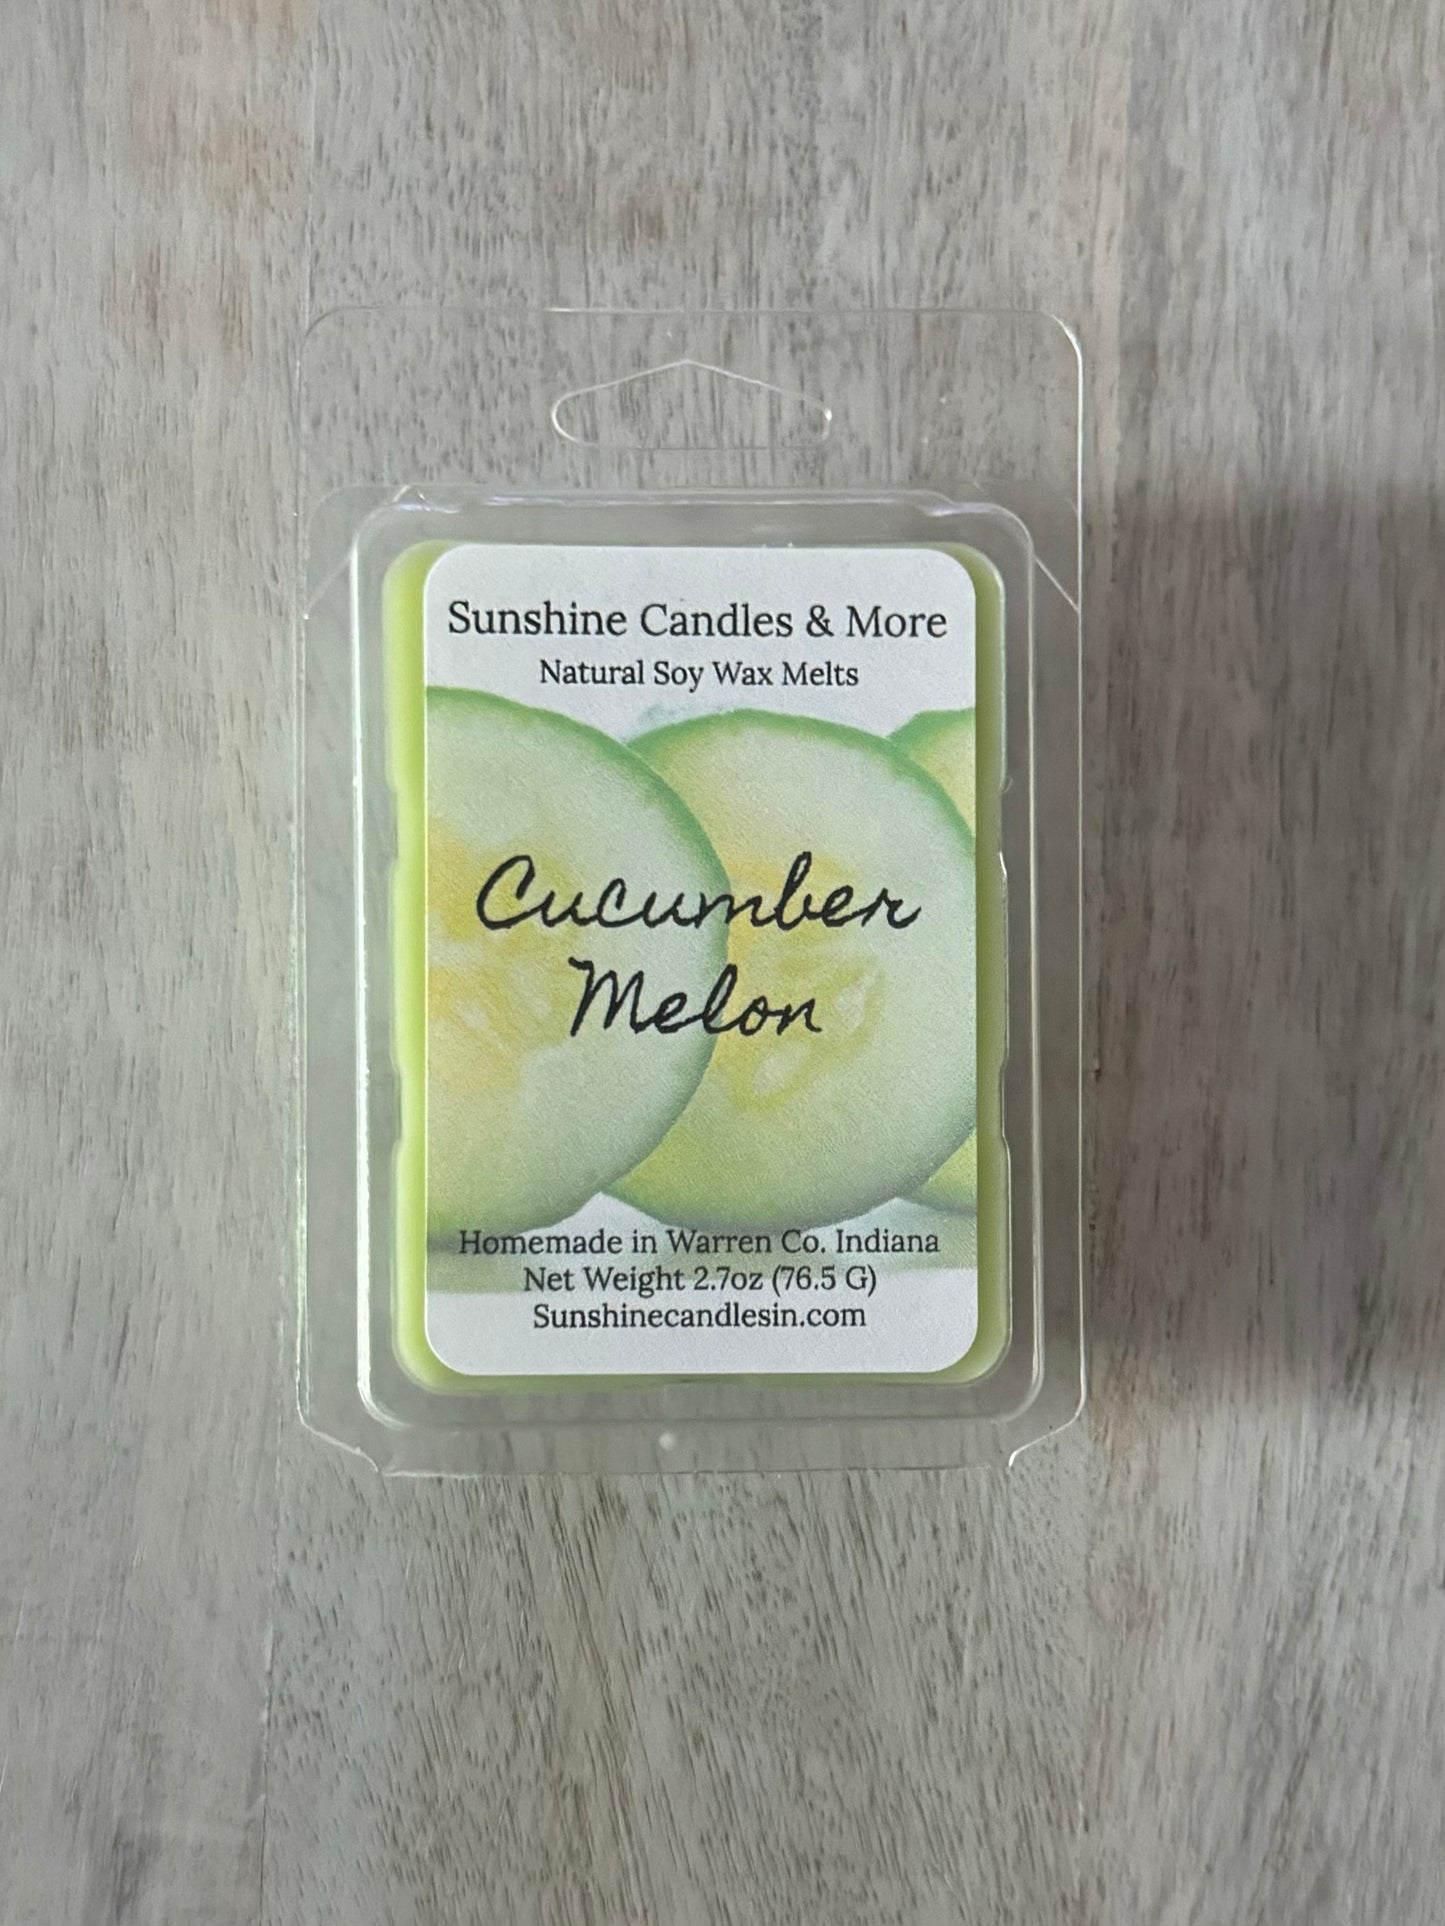 Sunshine Candles & More
Natural Soy Wax Melts
Cucumber
Melon
Homemade in Warren Co. Indiana
Net Weight 2.7oz (76.5 G)
Sunshinecandlesin.com